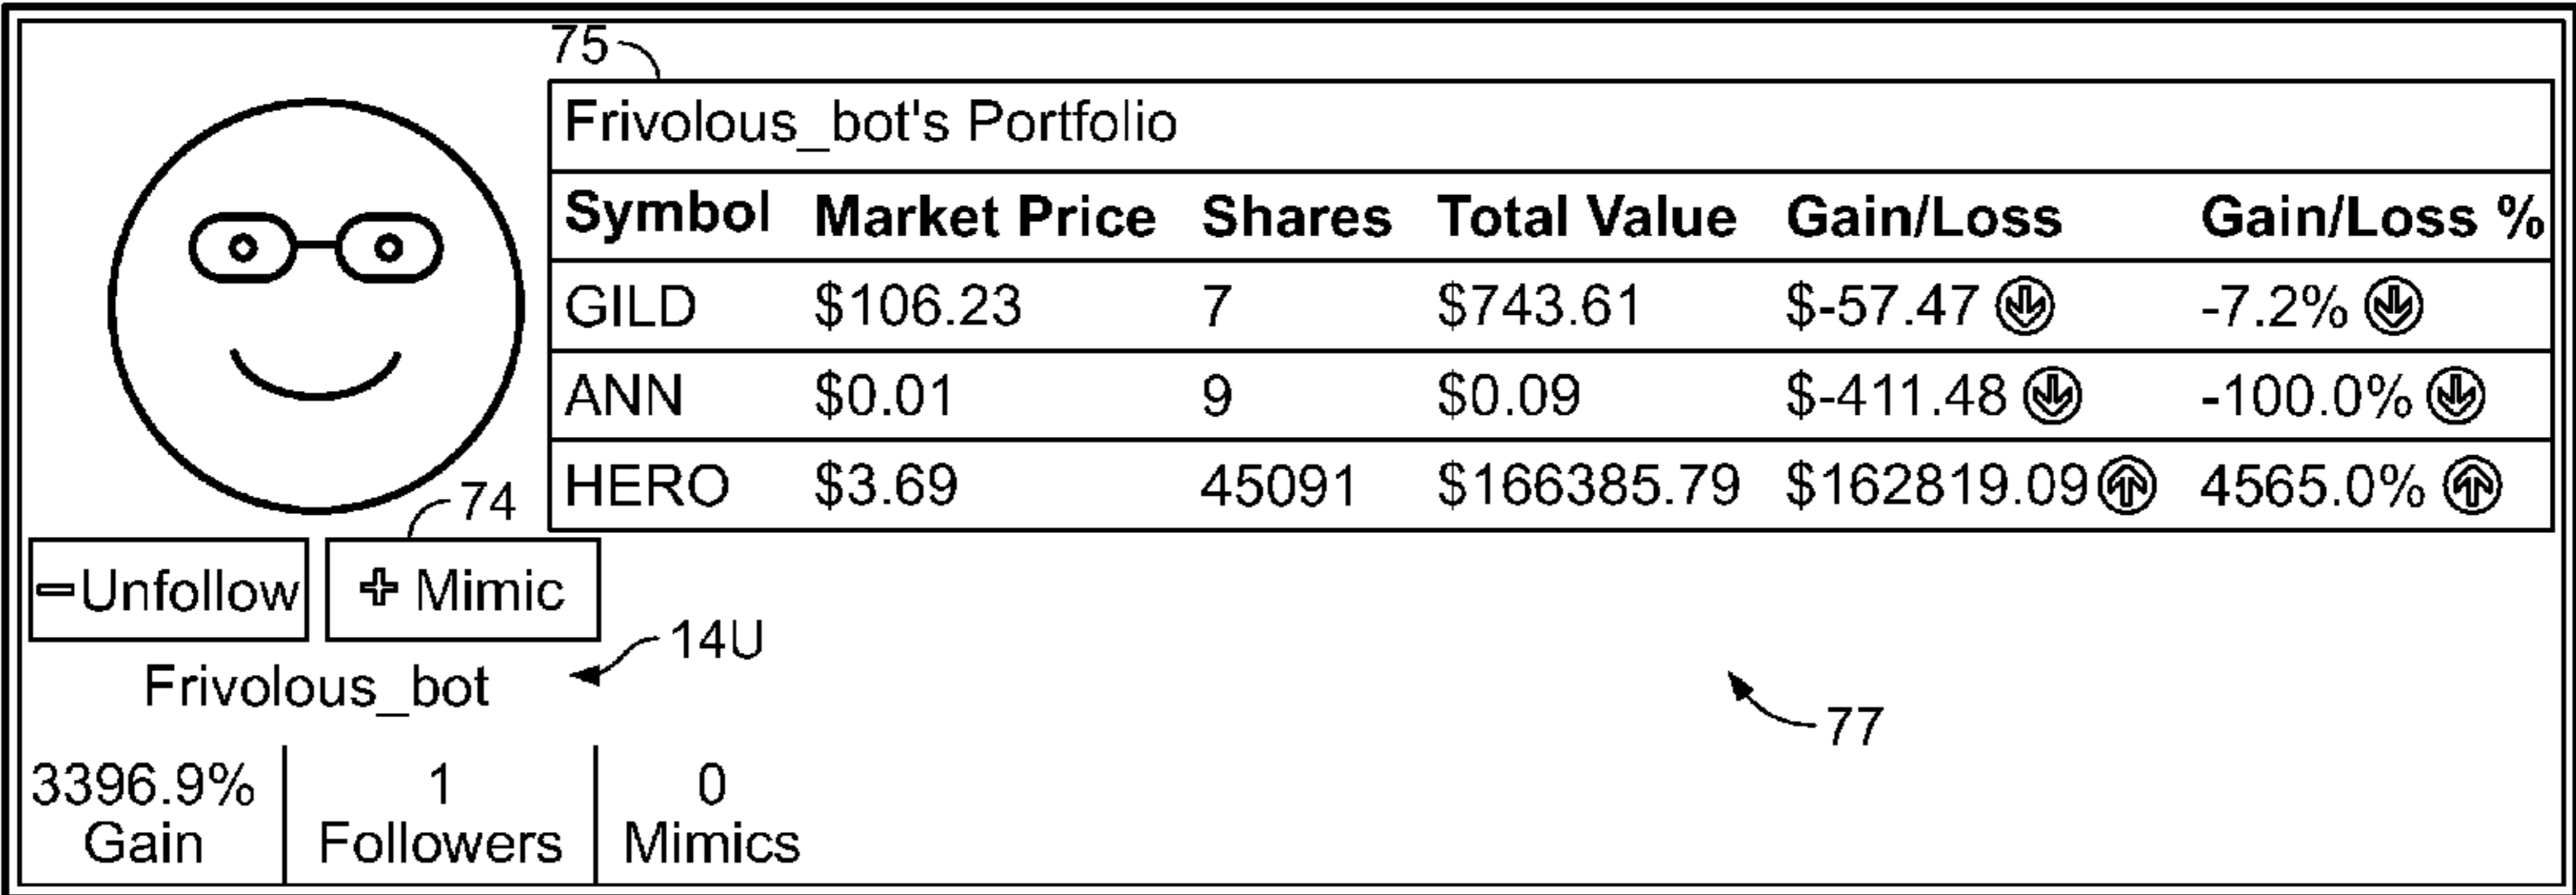 75
Frivolous_bot's Portfolio
Symbol Market Price Shares Total Value Gain/Loss Gain/Loss %
GILD $106.23 7 $743.61 $-57.47 -7.2%
ANN $0.01 9 $0.09 $-411.48 -100.0%
HERO $3.69 45091 $166385.79 $162819.09 4565.0%
74
Unfollow Mimic
14U
Frivolous_bot
77
3396.9% 1 0
Gain Followers Mimics